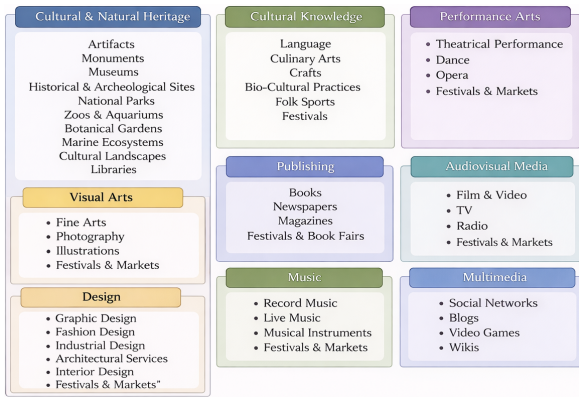 Cultural & Natural Heritage
Artifacts
Monuments
Museums
Historical & Archeological Sites
National Parks
Zoos & Aquariums
Botanical Gardens
Marine Ecosystems
Cultural Landscapes
Libraries
Visual Arts
• Fine Arts
• Photography
• Illustrations
• Festivals & Markets
Design
• Graphic Design
• Fashion Design
• Industrial Design
• Architectural Services
• Interior Design
• Festivals & Markets"
Cultural Knowledge
Language
Culinary Arts
Crafts
Bio-Cultural Practices
Folk Sports
Festivals
Publishing
Books
Newspapers
Magazines
Festivals & Book Fairs
Music
• Record Music
• Live Music
• Musical Instruments
• Festivals & Markets
Performance Arts
• Theatrical Performance
• Dance
• Opera
• Festivals & Markets
Audiovisual Media
• Film & Video
• TV
• Radio
• Festivals & Markets
Multimedia
• Social Networks
• Blogs
• Video Games
• Wikis